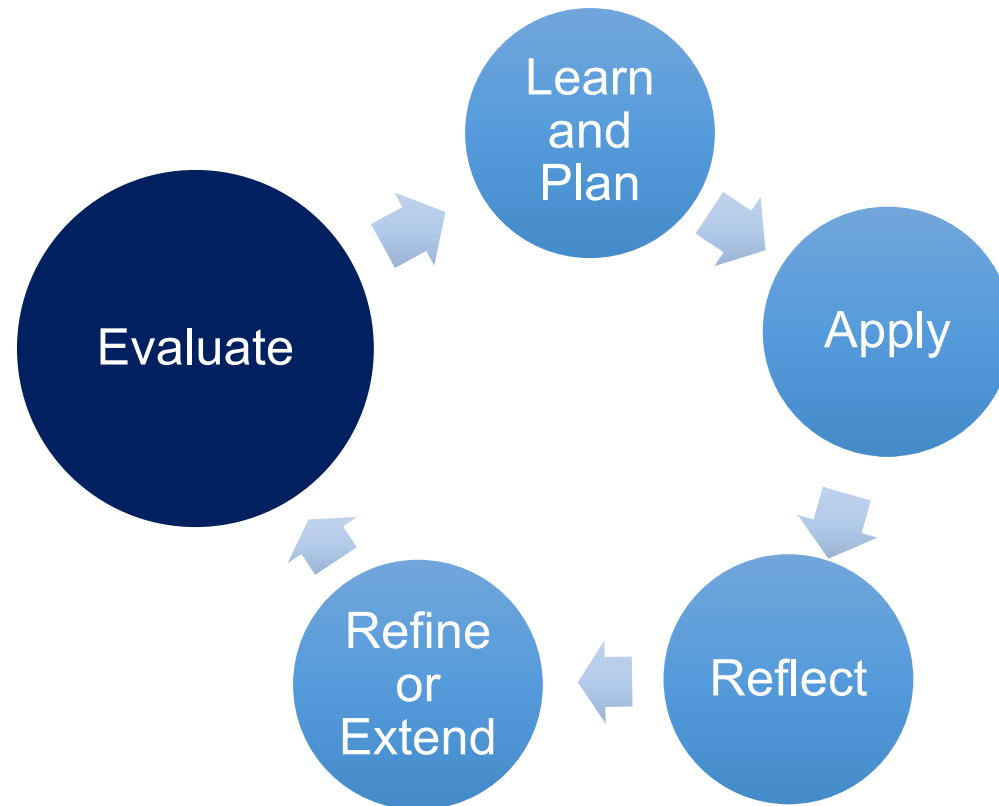 Learn
and
Plan
Apply
Reflect
Refine
or
Extend
Evaluate